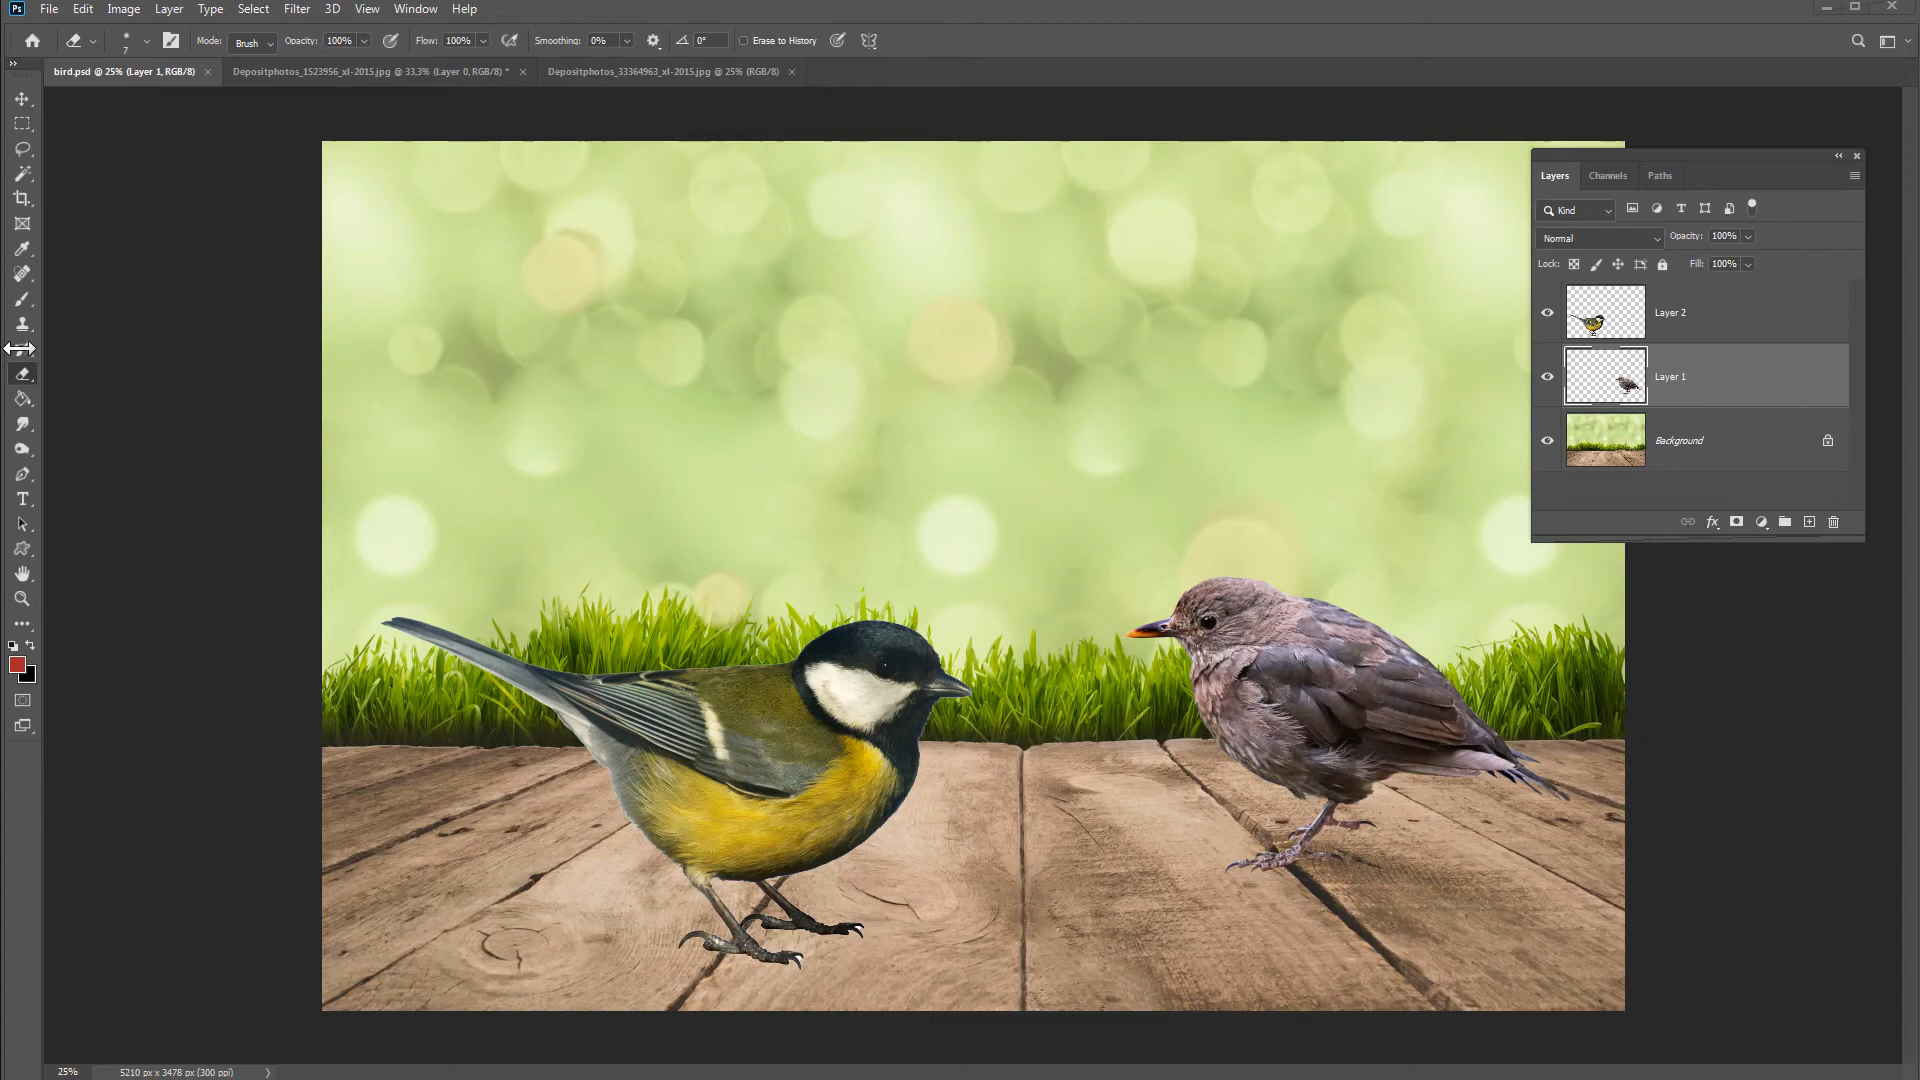 Ps File Edit Image Layer Type Select Filter 3D View Window Help
7 Mode: Brush Opacity: 100% Flow: 100% Smoothing: 0% 0° Erase to History
bird.psd @ 25% (Layer 1, RGB/8) × Depositphotos_1523956_xl-2015.jpg @ 33,3% (Layer 0, RGB/8) * × Depositphotos_33364963_xl-2015.jpg @ 25% (RGB/8) ×
Layers Channels Paths
Kind
Normal Opacity: 100%
Lock: Fill: 100%
Layer 2
Layer 1
Background
fx
25% 5210 px x 3478 px (300 ppi)